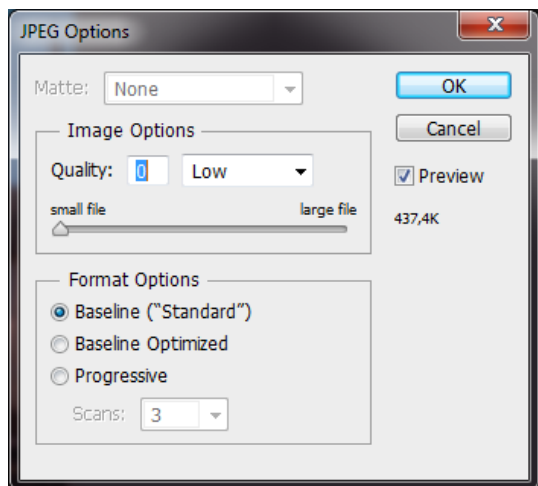 JPEG Options
Matte: None
OK
Image Options
Cancel
Quality: 0 Low
Preview
small file large file
437,4K
Format Options
Baseline (“Standard”)
Baseline Optimized
Progressive
Scans: 3